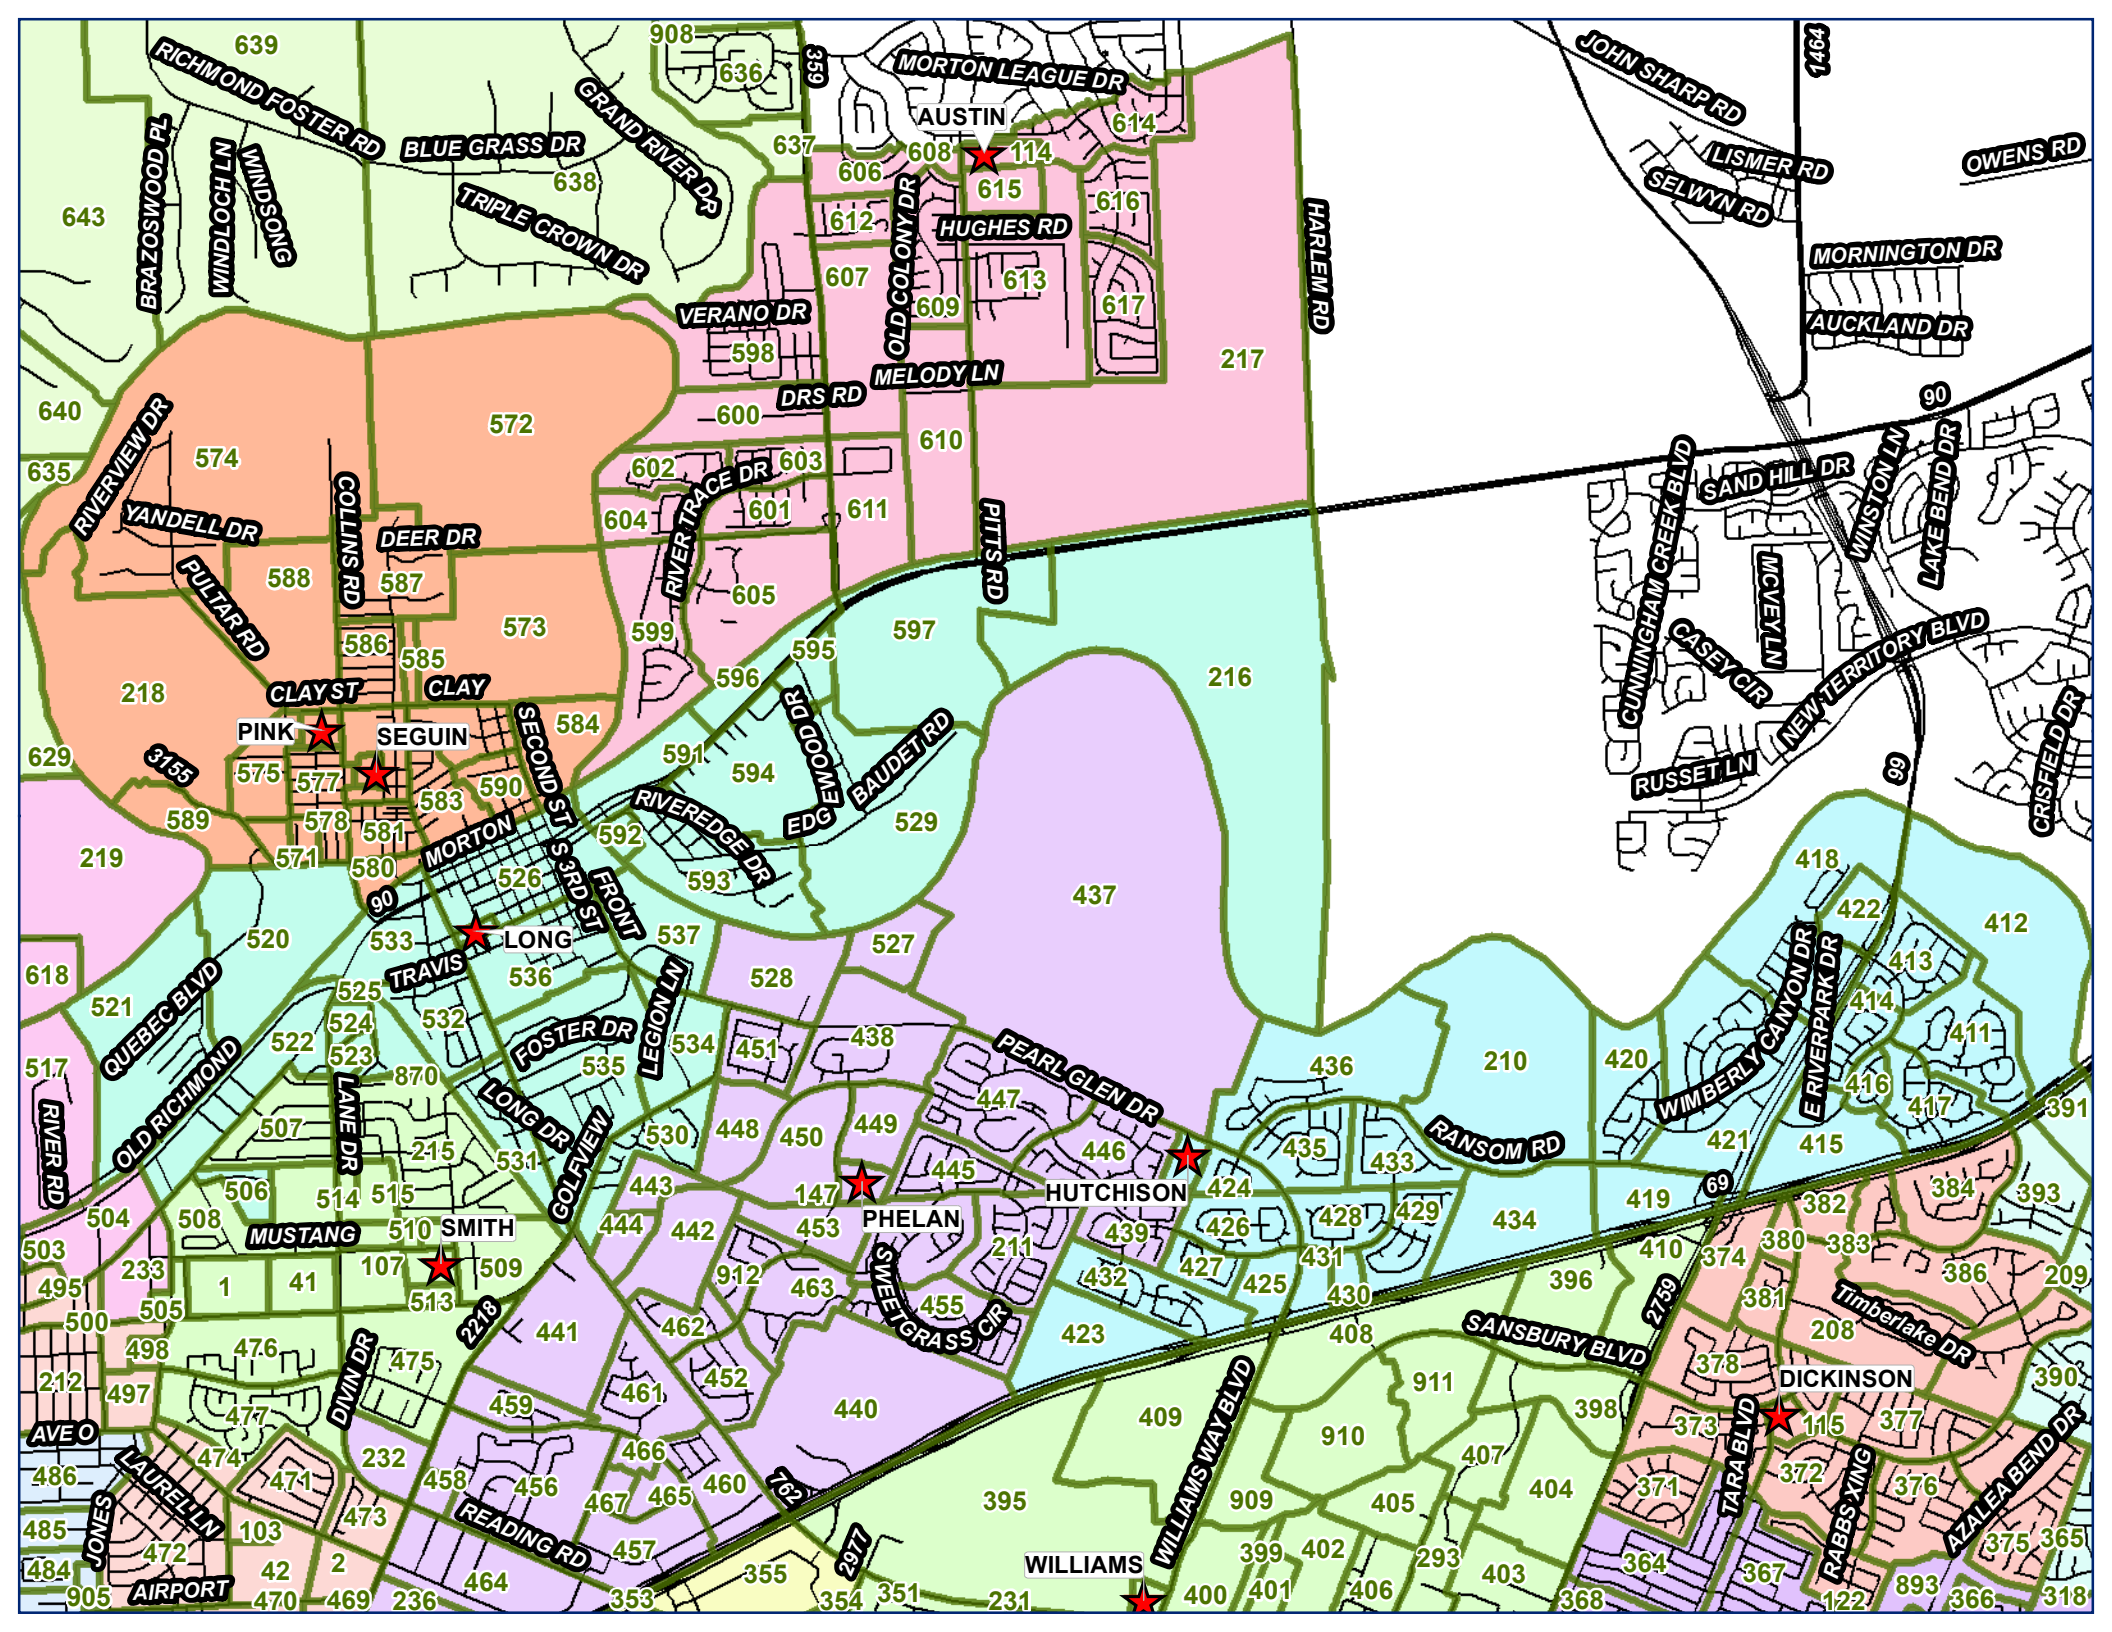 639
908
636
359
MORTON LEAGUE DR
JOHN SHARP RD
1464
RICHMOND FOSTER RD
GRAND RIVER DR
AUSTIN
614
BRAZOSWOOD PL
WINDLOCH LN
WINDSONG
BLUE GRASS DR
637
608
114
LISMER RD
OWENS RD
638
606
615
SELWYN RD
643
TRIPLE CROWN DR
612
OLD COLONY DR
HUGHES RD
616
HARLEM RD
MORNINGTON DR
607
613
609
617
VERANO DR
AUCKLAND DR
598
217
MELODY LN
DRS RD
90
640
RIVERVIEW DR
572
600
610
574
635
602
603
RIVER TRACE DR
CUNNINGHAM CREEK BLVD
SAND HILL DR
WINSTON LN
LAKE BEND DR
COLLINS RD
YANDELL DR
604
601
611
PITTS RD
DEER DR
588
587
PULTAR RD
605
MCVEY LN
573
599
597
586
595
CASEY CIR
NEW TERRITORY BLVD
585
596
216
218
CLAY ST
CLAY
PINK
SEGUIN
SECOND ST
584
EDGEWOOD DR
BAUDET RD
CRISFIELD DR
629
3155
591
594
RUSSET LN
99
575
577
590
583
589
578
581
RIVEREDGE DR
529
592
MORTON
219
571
580
418
526
S 3RD ST
FRONT
593
437
90
422
412
520
533
LONG
537
527
WIMBERLY CANYON DR
E RIVERPARK DR
413
618
TRAVIS
536
LEGION LN
528
521
QUEBEC BLVD
525
414
524
532
522
FOSTER DR
534
451
438
PEARL GLEN DR
411
523
535
436
210
420
517
OLD RICHMOND
870
LANE DR
LONG DR
447
416
417
391
RIVER RD
507
GOLFVIEW
530
448
450
449
435
RANSOM RD
421
415
215
531
446
433
445
506
514
515
443
147
HUTCHISON
424
69
419
384
393
504
508
510
SMITH
444
442
453
PHELAN
439
426
428
429
434
382
MUSTANG
211
503
233
107
509
431
410
374
380
383
495
1
41
513
912
463
SWEETGRASS CIR
432
427
425
396
386
209
505
2218
455
430
2759
381
Timberlake DR
500
498
476
441
462
423
408
SANSBURY BLVD
208
DIVIN DR
475
378
212
497
461
452
WILLIAMS WAY BLVD
911
DICKINSON
390
477
459
440
409
398
373
TARA BLVD
115
377
AVE O
474
232
466
910
407
AZALEA BEND DR
486
LAUREL LN
471
458
456
460
762
395
404
371
372
RABBS XING
376
485
JONES
473
467
465
909
405
103
READING RD
472
2977
375
365
484
42
2
464
457
355
WILLIAMS
399
402
293
403
364
367
905
AIRPORT
470
469
236
353
354
351
231
400
401
406
368
122
893
366
318